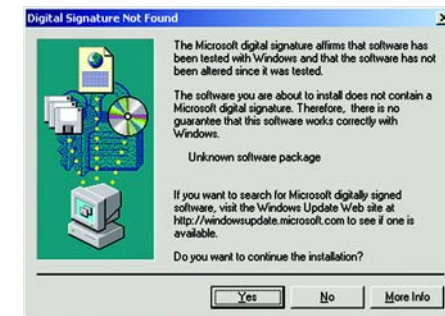 Digital Signature Not Found
The Microsoft digital signature affirms that software has
been tested with Windows and that the software has not
been altered since it was tested.
The software you are about to install does not contain a
Microsoft digital signature. Therefore, there is no
guarantee that this software works correctly with
Windows.
Unknown software package
If you want to search for Microsoft digitally signed
software, visit the Windows Update Web site at
http://windowsupdate.microsoft.com to see if one is
available.
Do you want to continue the installation?
Yes No More Info